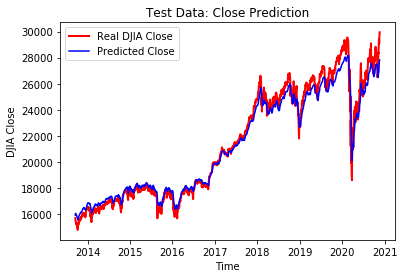 Test Data: Close Prediction
Real DJIA Close
Predicted Close
30000
28000
26000
24000
22000
20000
18000
16000
DJIA Close
2014 2015 2016 2017 2018 2019 2020 2021
Time